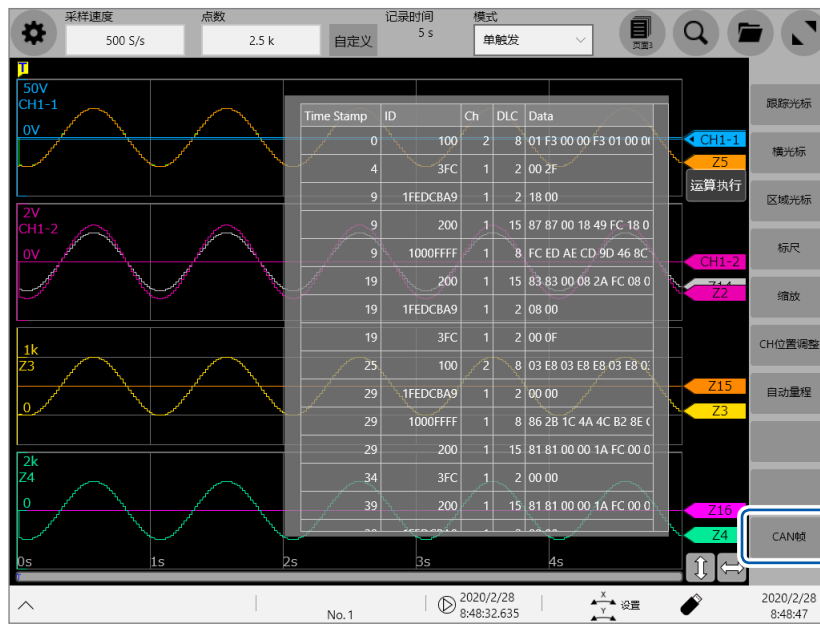 采样速度 点数 记录时间 模式
500 S/s 2.5 k 自定义 5 s 单触发 页面1
T
50V
CH1-1
0V
2V
CH1-2
0V
1k
Z3
0
2k
Z4
0
0s 1s 2s 3s 4s
Time Stamp ID Ch DLC Data
0 100 2 8 01 F3 00 00 F3 01 00 00
4 3FC 1 2 00 2F
9 1FEDCBA9 1 2 18 00
9 200 1 15 87 87 00 18 49 FC 18 0
9 1000FFFF 1 8 FC ED AE CD 9D 46 8C
19 200 1 15 83 83 00 08 2A FC 08 0
19 1FEDCBA9 1 2 08 00
19 3FC 1 2 00 0F
25 100 2 8 03 E8 03 E8 E8 03 E8 0
29 1FEDCBA9 1 2 00 00
29 1000FFFF 1 8 86 2B 1C 4A 4C B2 8E
29 200 1 15 81 81 00 00 1A FC 00 0
34 3FC 1 2 00 00
39 200 1 15 81 81 00 00 1A FC 00 0
CH1-1
Z5
运算执行
CH1-2
Z14
Z2
Z15
Z3
Z16
Z4
跟踪光标
横光标
区域光标
标尺
缩放
CH位置调整
自动量程
CAN帧
No. 1
2020/2/28
8:48:32.635
X
Y
设置
2020/2/28
8:48:47